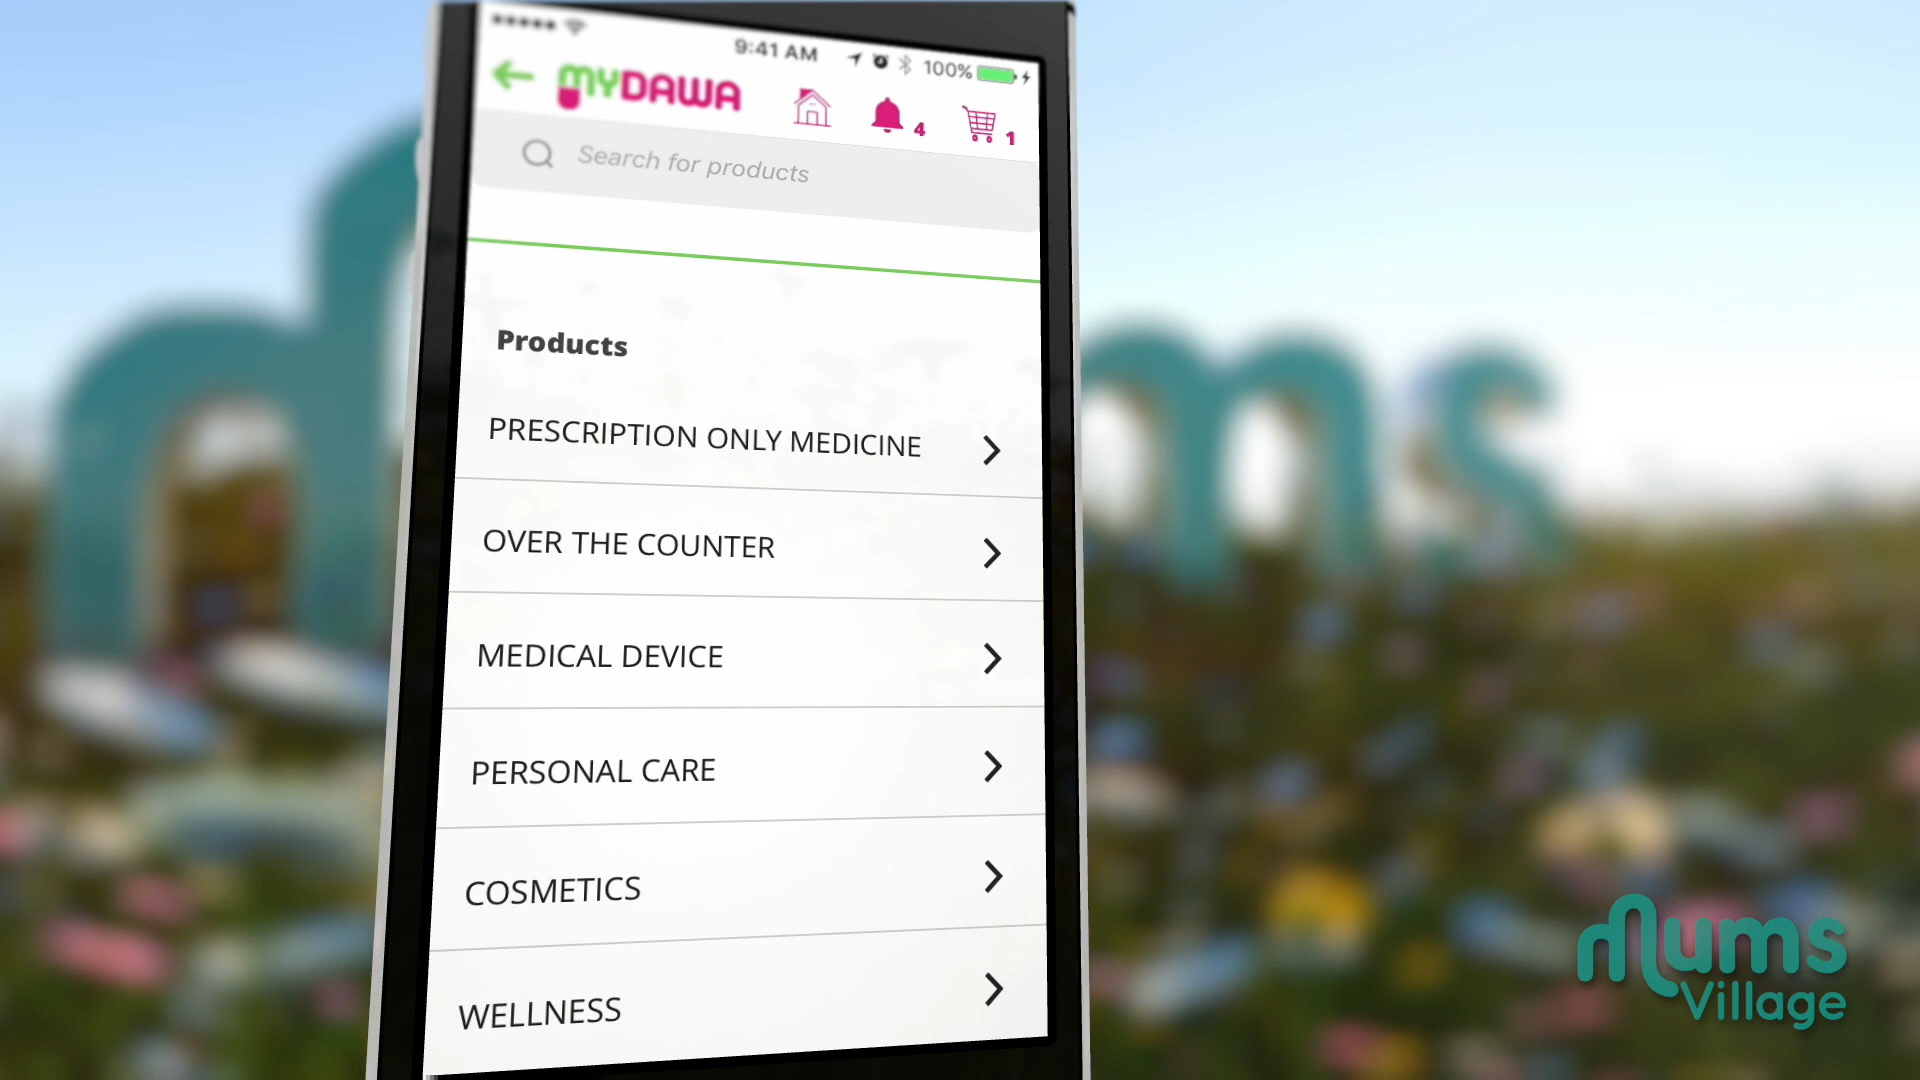 9:41 AM 100%
MYDAWA 4 1
Search for products
Products
PRESCRIPTION ONLY MEDICINE
OVER THE COUNTER
MEDICAL DEVICE
PERSONAL CARE
COSMETICS
WELLNESS
mums
Village